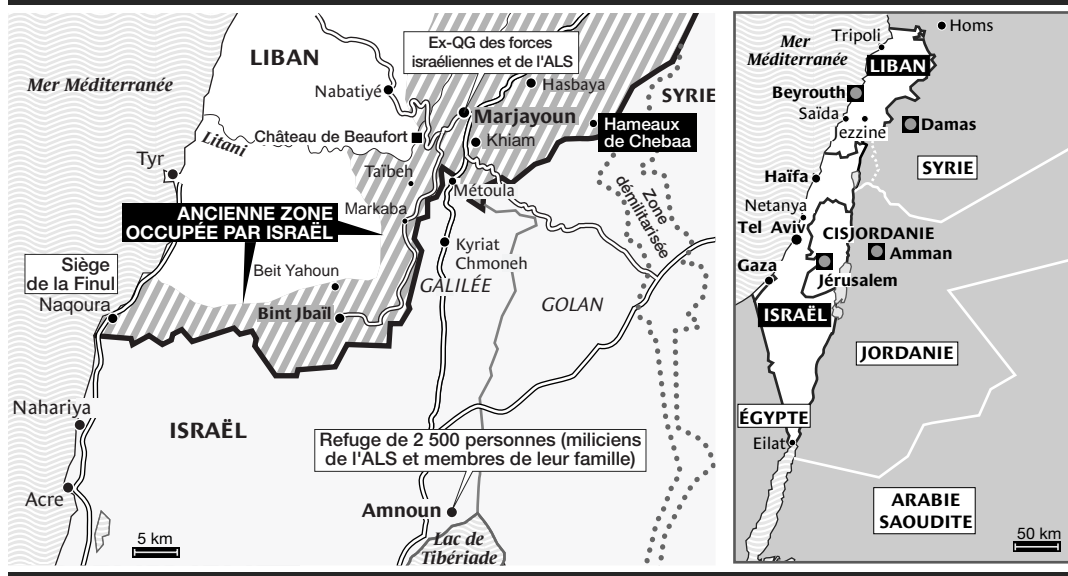 Mer Méditerranée
LIBAN
Ex-QG des forces
israéliennes et de l'ALS
Nabatiyé
Hasbaya
SYRIE
Marjayoun
Hameaux
de Chebaa
Litani
Château de Beaufort
Khiam
Tyr
Taïbeh
Métoula
Zone
démilitarisée
Markaba
ANCIENNE ZONE
OCCUPÉE PAR ISRAËL
Kyriat
Chmoneh
Siège
de la Finul
Beit Yahoun
GALILÉE
GOLAN
Naqoura
Bint Jbaïl
Nahariya
ISRAËL
Refuge de 2 500 personnes (miliciens
de l'ALS et membres de leur famille)
Acre
Amnoun
Lac de
Tibériade
5 km
Homs
Tripoli
Mer
Méditerranée
LIBAN
Beyrouth
Saïda
ezzine
Damas
SYRIE
Haïfa
Netanya
Tel Aviv
CISJORDANIE
Amman
Gaza
Jérusalem
ISRAËL
JORDANIE
ÉGYPTE
Eilat
ARABIE
SAOUDITE
50 km